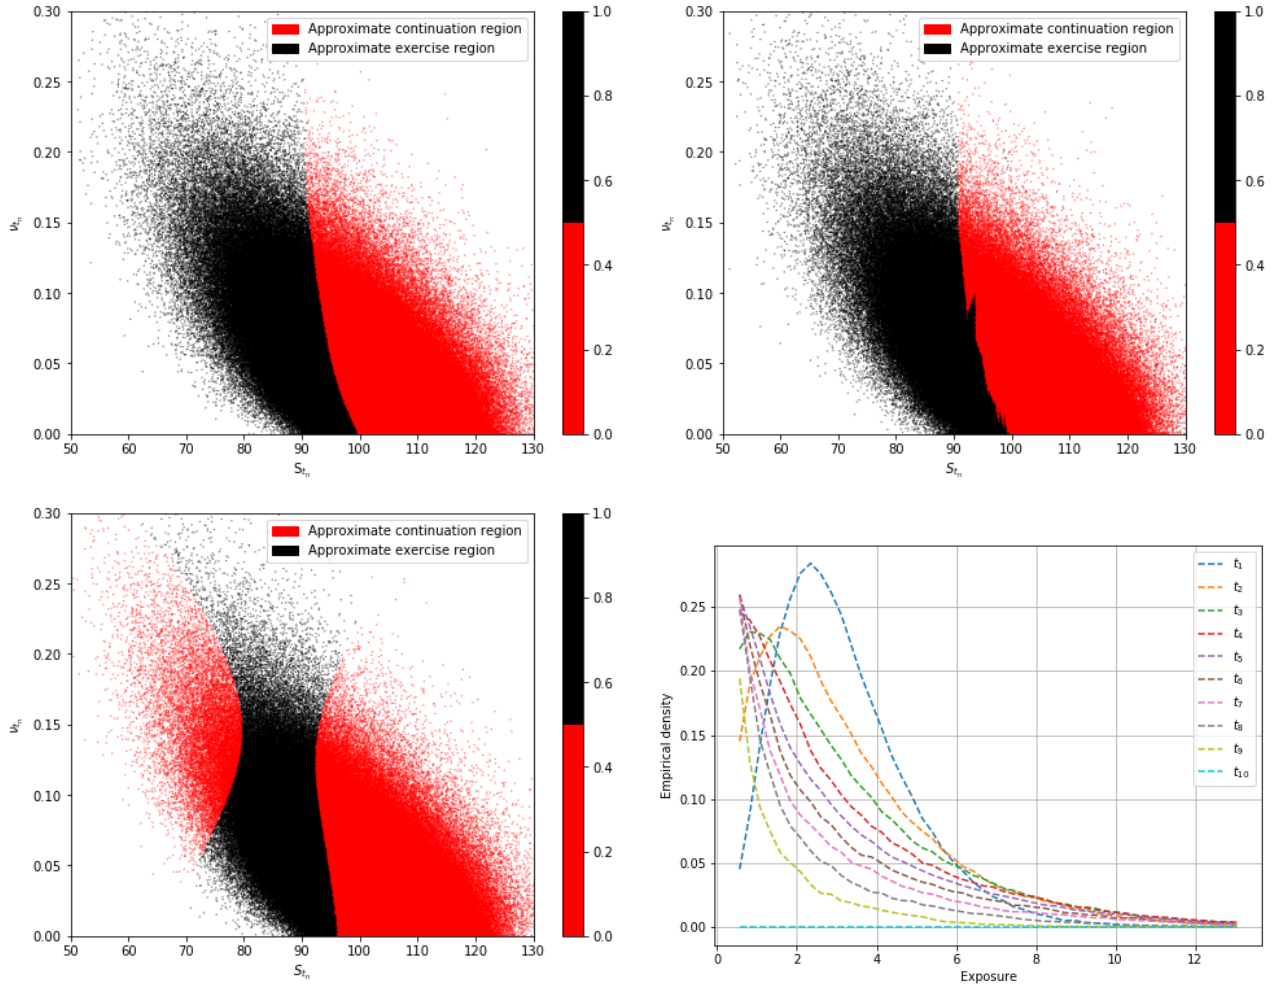 0.30
0.25
0.20
0.15
0.10
0.05
0.00
50 60 70 80 90 100 110 120 130
S_{t_n}
ν_{t_n}
Approximate continuation region
Approximate exercise region
1.0
0.8
0.6
0.4
0.2
0.0
0.30
0.25
0.20
0.15
0.10
0.05
0.00
50 60 70 80 90 100 110 120 130
S_{t_n}
ν_{t_n}
Approximate continuation region
Approximate exercise region
1.0
0.8
0.6
0.4
0.2
0.0
0.30
0.25
0.20
0.15
0.10
0.05
0.00
50 60 70 80 90 100 110 120 130
S_{t_n}
ν_{t_n}
Approximate continuation region
Approximate exercise region
1.0
0.8
0.6
0.4
0.2
0.0
0.25
0.20
0.15
0.10
0.05
0.00
0 2 4 6 8 10 12
Exposure
Empirical density
t_1
t_2
t_3
t_4
t_5
t_6
t_7
t_8
t_9
t_{10}